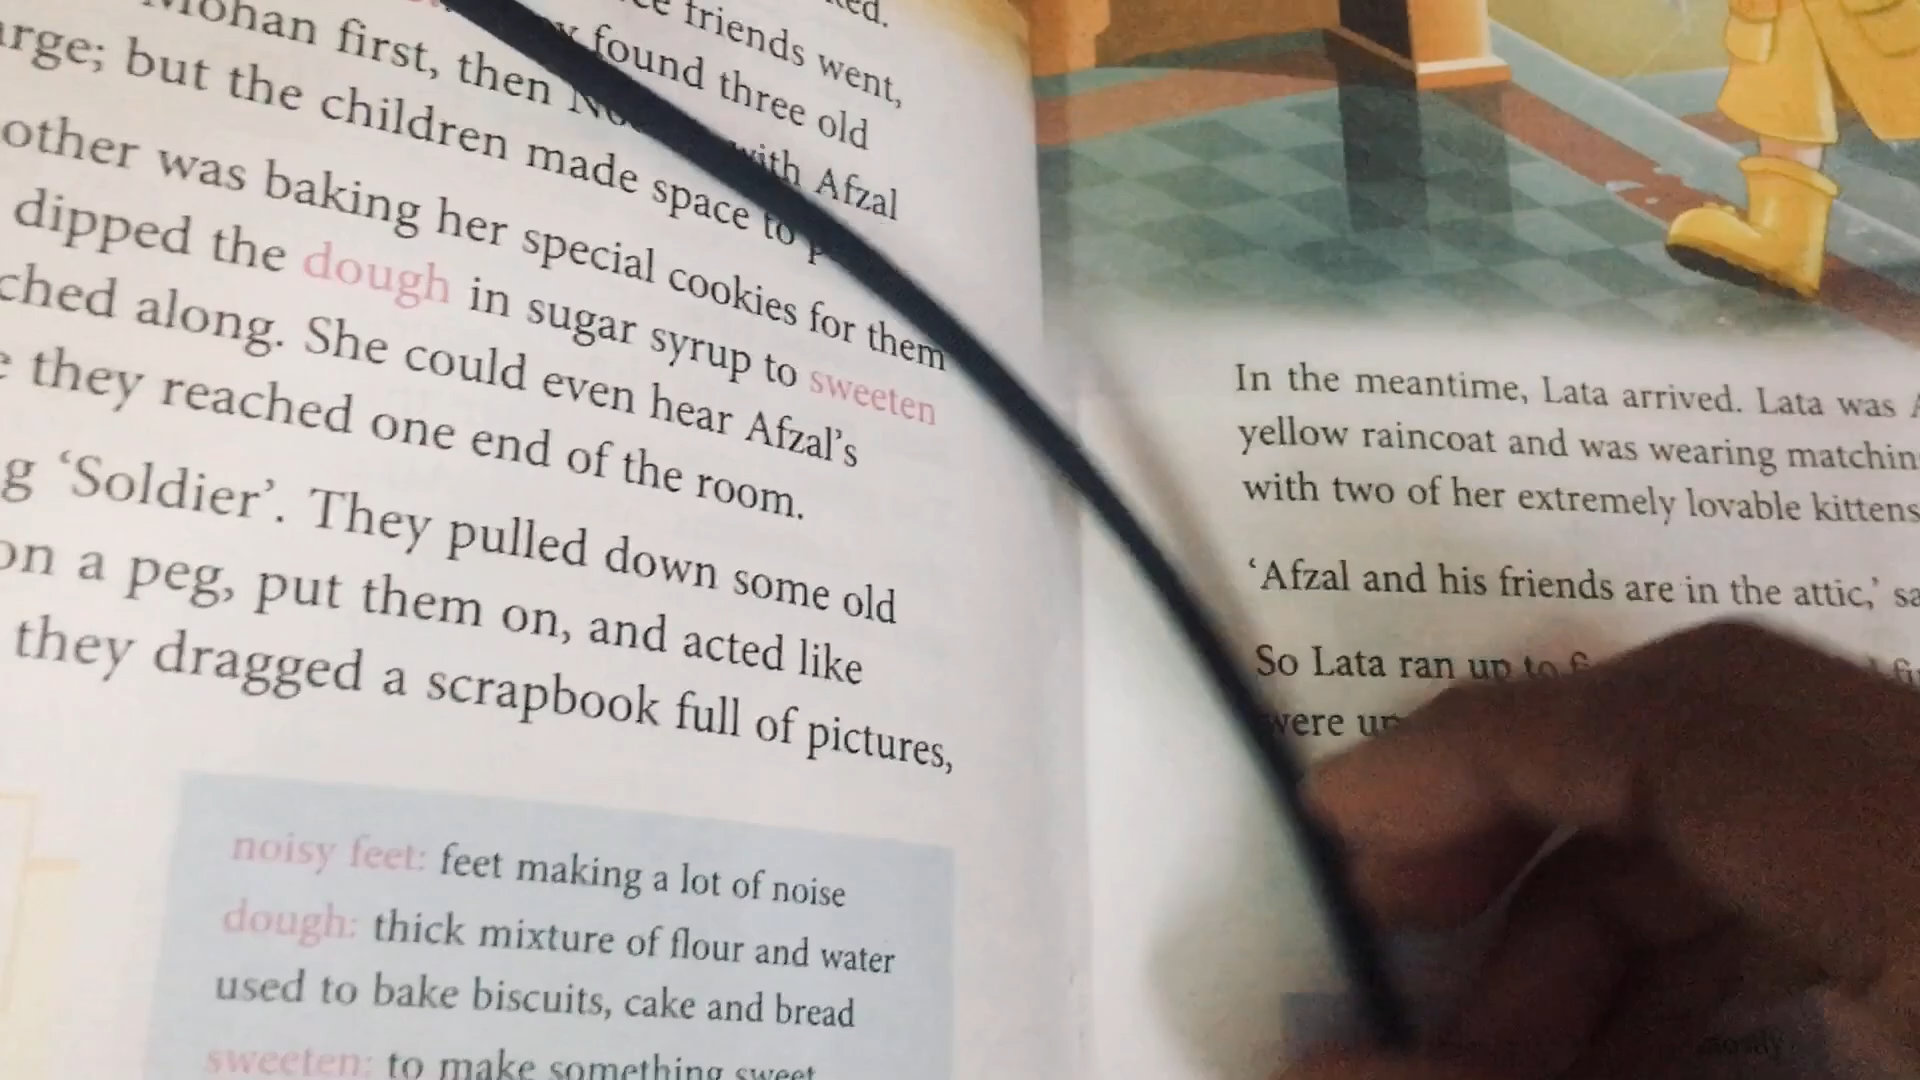 friends went,
found three old
Mohan first, then with Afzal
but the children made space to
other was baking her special cookies for them
dipped the dough in sugar syrup to sweeten
along. She could even hear Afzal's
they reached one end of the room.
'Soldier'. They pulled down some old
on a peg, put them on, and acted like
they dragged a scrapbook full of pictures,
noisy feet: feet making a lot of noise
dough: thick mixture of flour and water
used to bake biscuits, cake and bread
sweeten: to make something sweet
In the meantime, Lata arrived. Lata was
yellow raincoat and was wearing
with two of her extremely lovable kittens
'Afzal and his friends are in the attic,'
So Lata ran up to
were